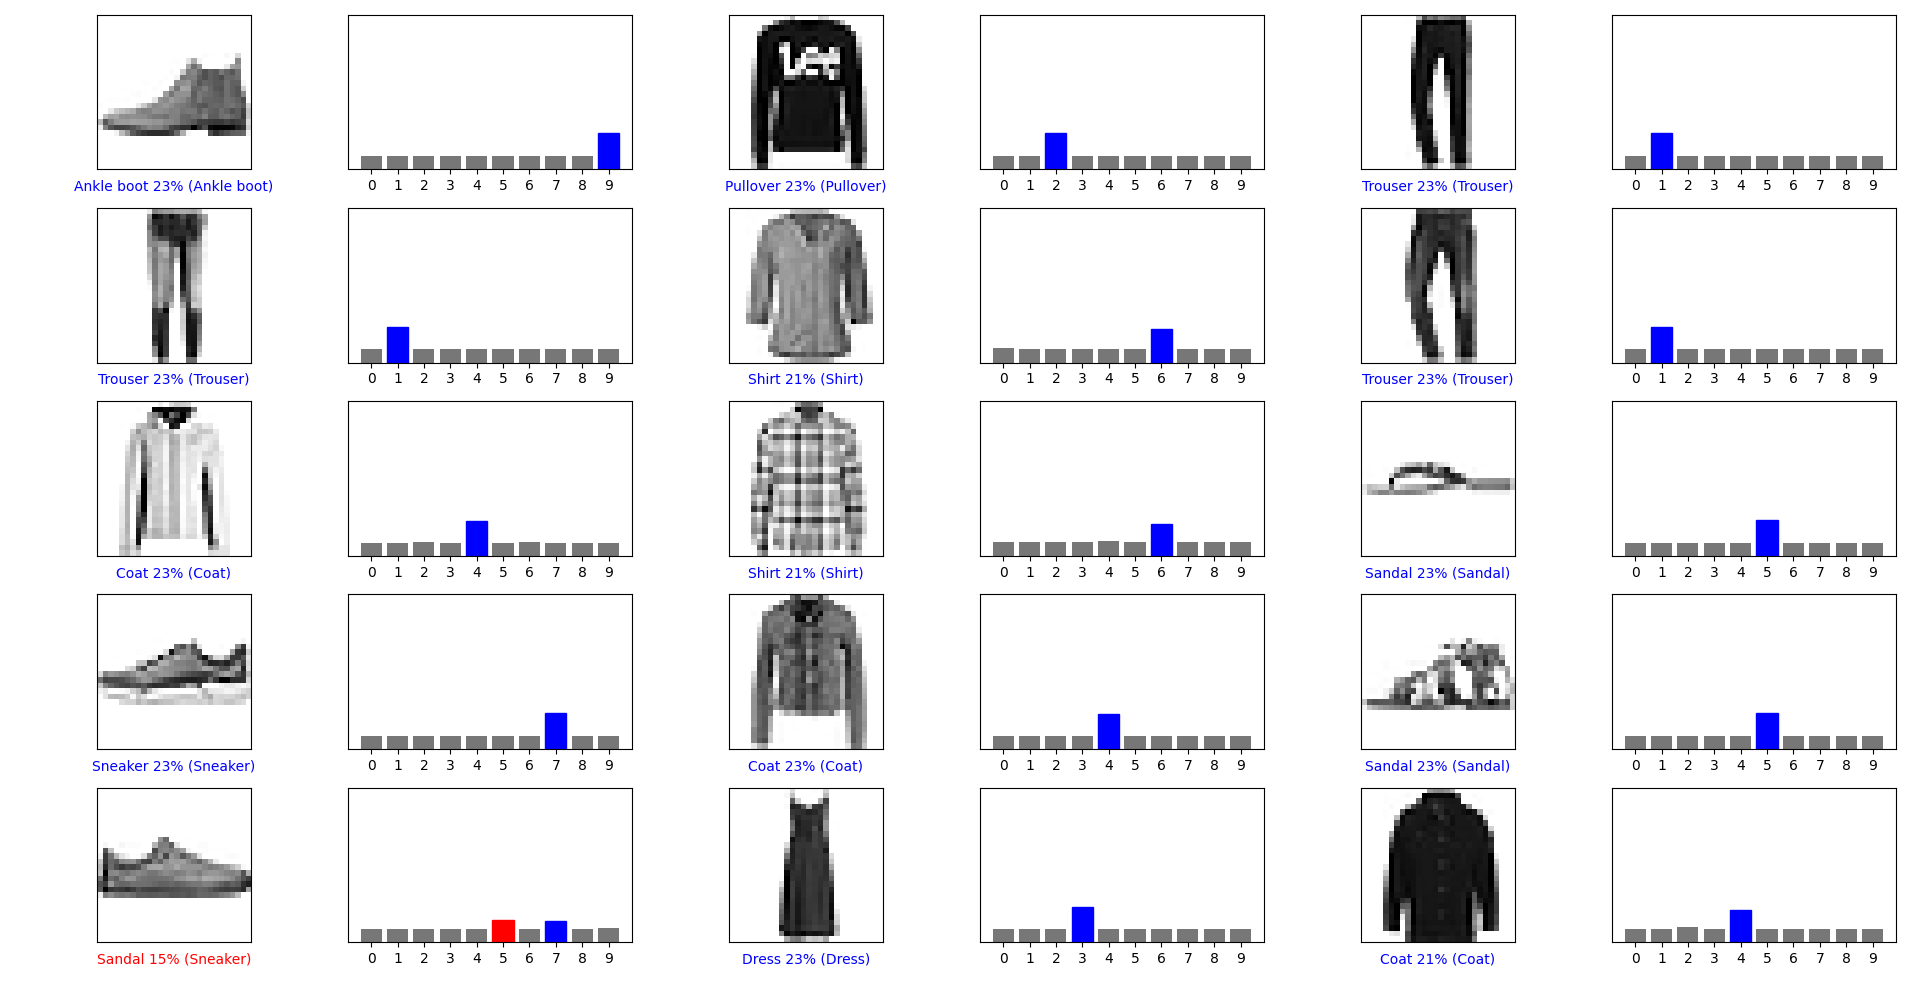 0 1 2 3 4 5 6 7 8 9 Lee 0 1 2 3 4 5 6 7 8 9 0 1 2 3 4 5 6 7 8 9
Ankle boot 23% (Ankle boot) Pullover 23% (Pullover) Trouser 23% (Trouser)
0 1 2 3 4 5 6 7 8 9 0 1 2 3 4 5 6 7 8 9 0 1 2 3 4 5 6 7 8 9
Trouser 23% (Trouser) Shirt 21% (Shirt) Trouser 23% (Trouser)
0 1 2 3 4 5 6 7 8 9 0 1 2 3 4 5 6 7 8 9 0 1 2 3 4 5 6 7 8 9
Coat 23% (Coat) Shirt 21% (Shirt) Sandal 23% (Sandal)
0 1 2 3 4 5 6 7 8 9 0 1 2 3 4 5 6 7 8 9 0 1 2 3 4 5 6 7 8 9
Sneaker 23% (Sneaker) Coat 23% (Coat) Sandal 23% (Sandal)
0 1 2 3 4 5 6 7 8 9 0 1 2 3 4 5 6 7 8 9 0 1 2 3 4 5 6 7 8 9
Sandal 15% (Sneaker) Dress 23% (Dress) Coat 21% (Coat)